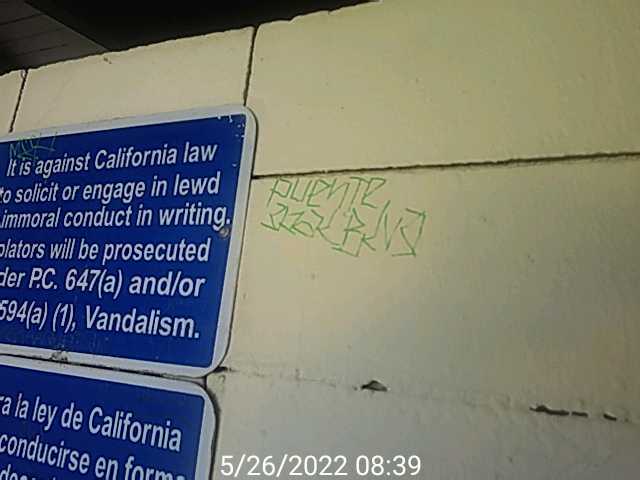 It is against California law
to solicit or engage in lewd
immoral conduct in writing.
olators will be prosecuted
der P.C. 647(a) and/or
594(a) (1), Vandalism.
PUENTE
ra la ley de California
conducirse en forma
5/26/2022 08:39